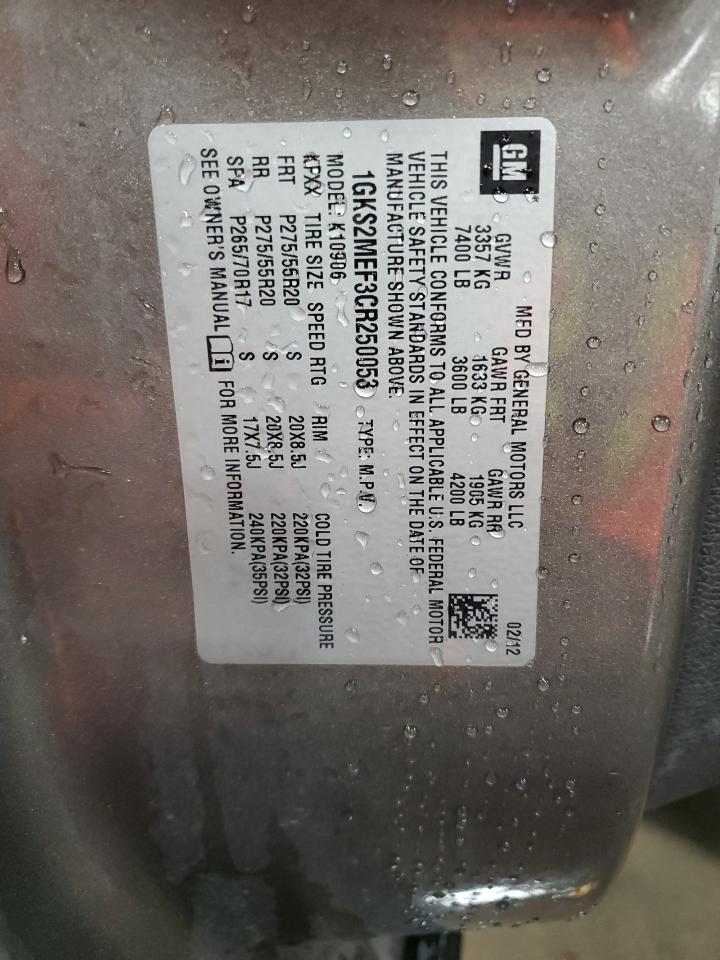 GM
MFD BY GENERAL MOTORS LLC 02/12
GVWR GAWR FRT GAWR RR
3357 KG 1633 KG 1905 KG
7400 LB 3600 LB 4200 LB
THIS VEHICLE CONFORMS TO ALL APPLICABLE U.S. FEDERAL MOTOR
VEHICLE SAFETY STANDARDS IN EFFECT ON THE DATE OF
MANUFACTURE SHOWN ABOVE.
1GKS2MEF3CR250053 TYPE: M.P.V.
MODEL: K10906
KPXX TIRE SIZE SPEED RTG RIM COLD TIRE PRESSURE
FRT P275/55R20 S 20X8.5J 220KPA(32PSI)
RR P275/55R20 S 20X8.5J 220KPA(32PSI)
SPA P265/70R17 S 17X7.5J 240KPA(35PSI)
SEE OWNER'S MANUAL FOR MORE INFORMATION.